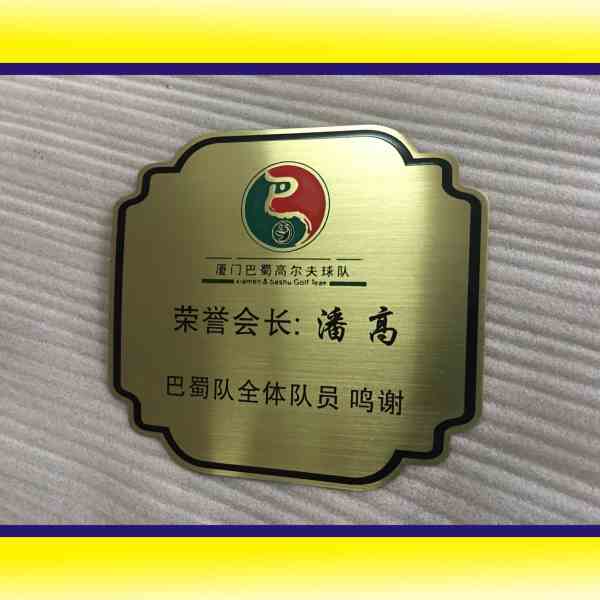 厦门巴蜀高尔夫球队
xiamen & bashu Golf Team
荣誉会长: 潘 高
巴蜀队全体队员 鸣谢